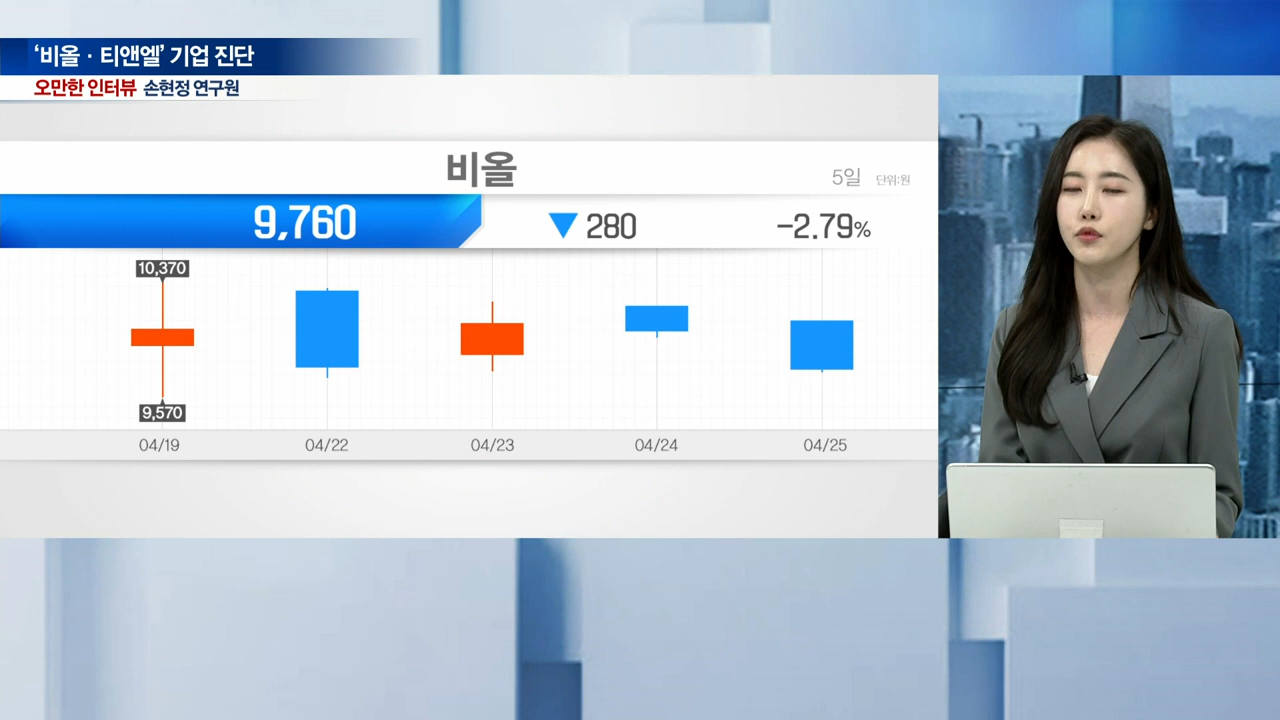 ‘비올 · 티앤엘’ 기업 진단
오만한 인터뷰 손현정 연구원
비올
5일 단위:원
9,760 ▼ 280 -2.79%
10,370
9,570
04/19 04/22 04/23 04/24 04/25